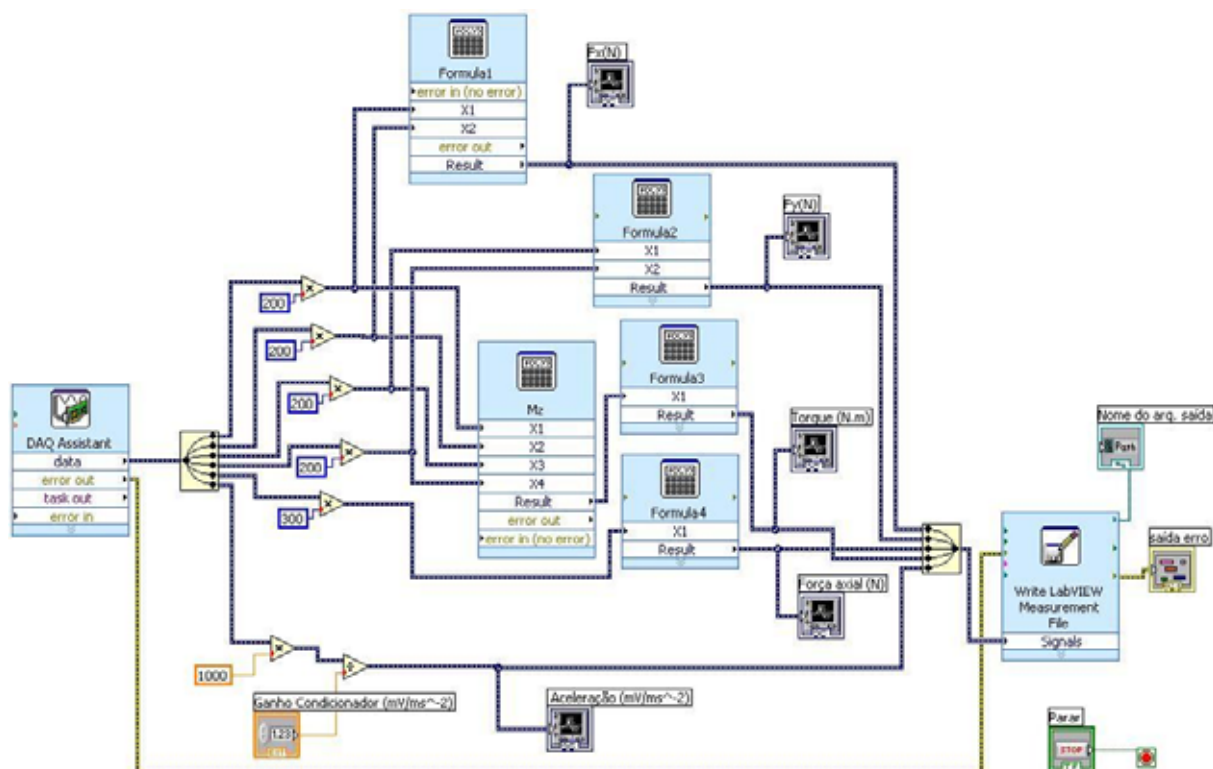 Formula1
error in (no error)
X1
X2
error out
Result
Fx(N)
Formula2
X1
X2
Result
Fy(N)
200
200
200
200
300
DAQ Assistant
data
error out
task out
error in
Mz
X1
X2
X3
X4
Result
error out
error in (no error)
Formula3
X1
Result
Torque (N.m)
Formula4
X1
Result
Força axial (N)
Nome do arq. saída
Path
saída erro
Write LabVIEW
Measurement
File
Signals
1000
Ganho Condicionador (mV/ms^-2)
1.23
Aceleração (mV/ms^-2)
Parar
STOP